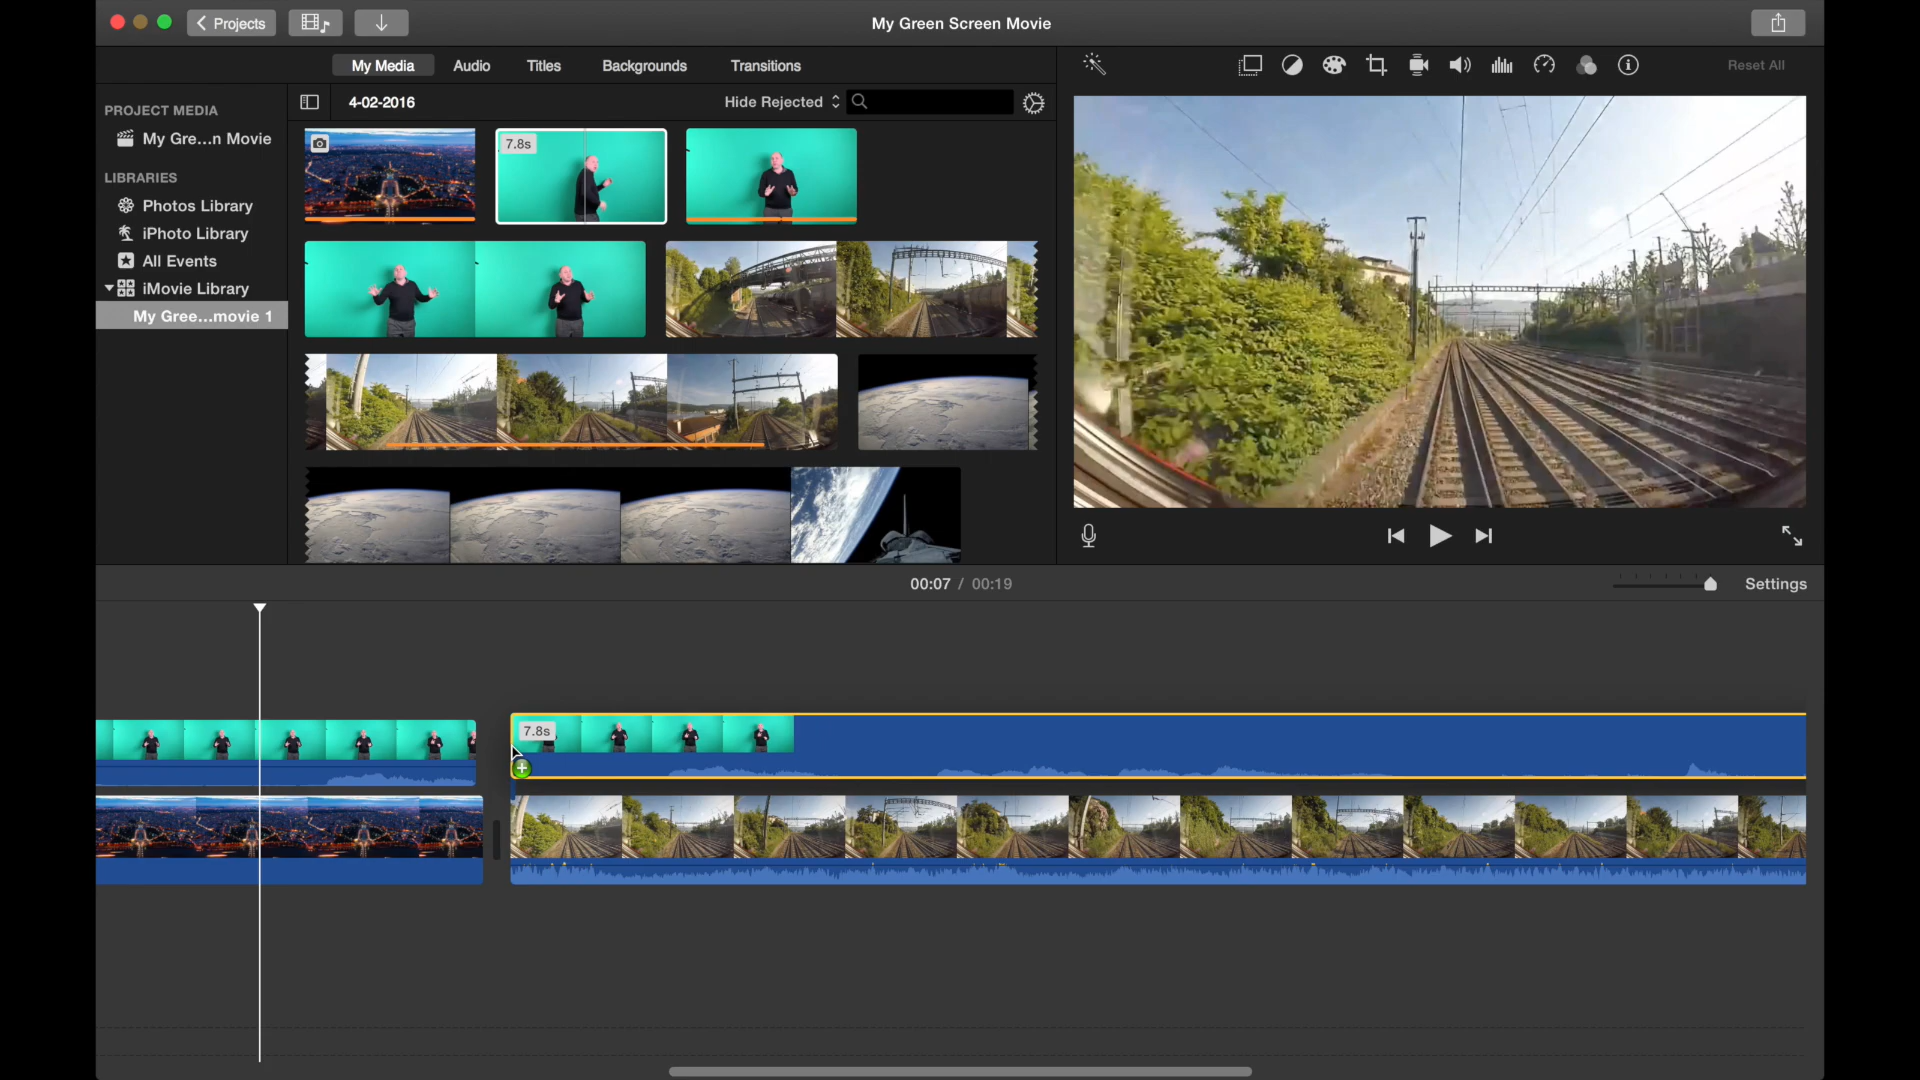 Projects
My Green Screen Movie
My Media
Audio
Titles
Backgrounds
Transitions
Reset All
PROJECT MEDIA
My Gre...n Movie
LIBRARIES
Photos Library
iPhoto Library
All Events
iMovie Library
My Gree...movie 1
4-02-2016
Hide Rejected
7.8s
00:07 / 00:19
Settings
7.8s